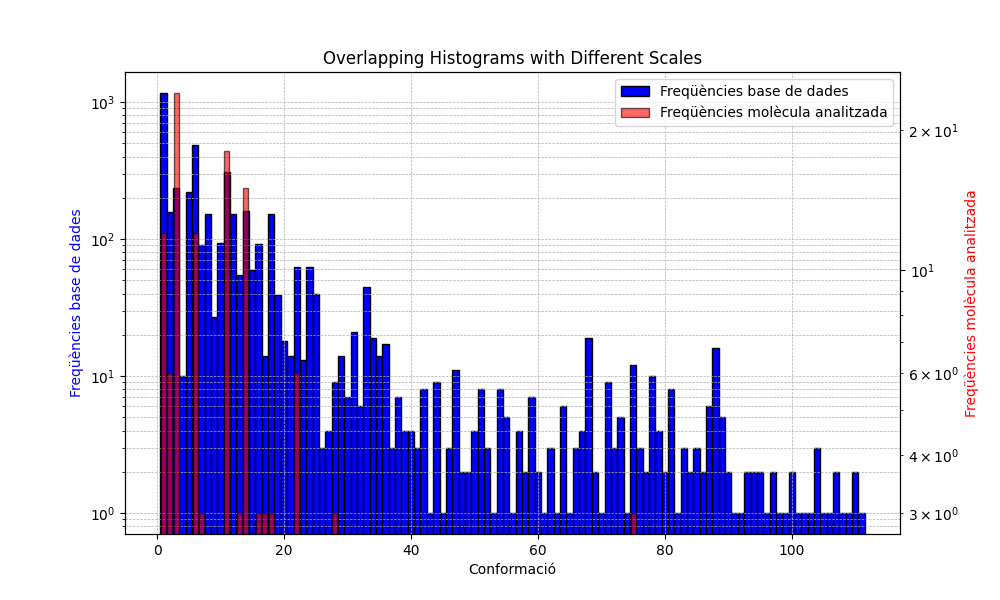 Overlapping Histograms with Different Scales
Freqüències base de dades
Freqüències molècula analitzada
10³
10²
10¹
10⁰
Freqüències base de dades
2 × 10¹
10¹
6 × 10⁰
4 × 10⁰
3 × 10⁰
Freqüències molècula analitzada
0 20 40 60 80 100
Conformació